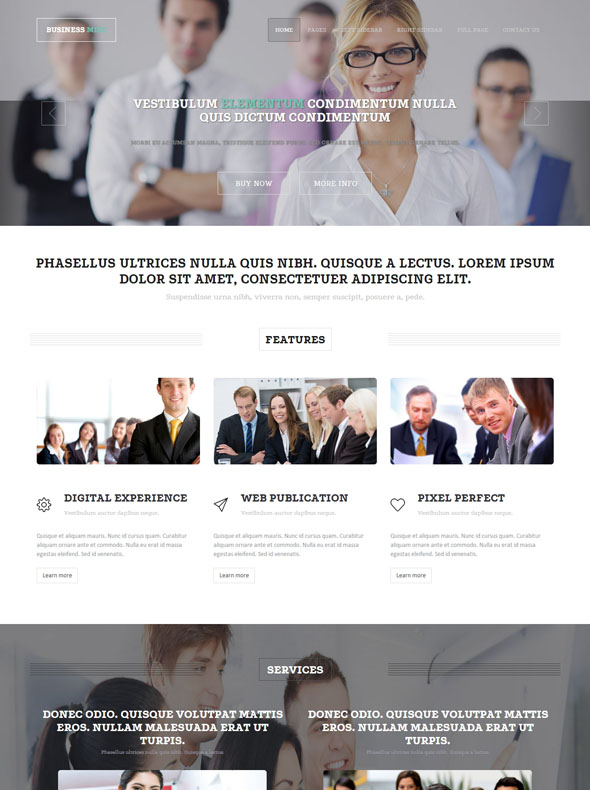 BUSINESS
HOME PAGES LEFT SIDEBAR RIGHT SIDEBAR FULL PAGE CONTACT US
VESTIBULUM ELEMENTUM CONDIMENTUM NULLA
QUIS DICTUM CONDIMENTUM
BUY NOW MORE INFO
PHASELLUS ULTRICES NULLA QUIS NIBH. QUISQUE A LECTUS. LOREM IPSUM
DOLOR SIT AMET, CONSECTETUER ADIPISCING ELIT.
Suspendisse urna nibh, viverra non, semper suscipit, posuere a, pede.
FEATURES
DIGITAL EXPERIENCE
Vestibulum auctor dapibus neque.
Quisque et aliquam mauris. Nunc id cursus quam. Curabitur
aliquam ornare ante et commodo. Nulla eu erat id massa
egestas eleifend. Sed id venenatis.
Learn more
WEB PUBLICATION
Vestibulum auctor dapibus neque.
Quisque et aliquam mauris. Nunc id cursus quam. Curabitur
aliquam ornare ante et commodo. Nulla eu erat id massa
egestas eleifend. Sed id venenatis.
Learn more
PIXEL PERFECT
Vestibulum auctor dapibus neque.
Quisque et aliquam mauris. Nunc id cursus quam. Curabitur
aliquam ornare ante et commodo. Nulla eu erat id massa
egestas eleifend. Sed id venenatis.
Learn more
SERVICES
DONEC ODIO. QUISQUE VOLUTPAT MATTIS
EROS. NULLAM MALESUADA ERAT UT
TURPIS.
Phasellus ultrices nulla quis nibh. Quisque a lectus
DONEC ODIO. QUISQUE VOLUTPAT MATTIS
EROS. NULLAM MALESUADA ERAT UT
TURPIS.
Phasellus ultrices nulla quis nibh. Quisque a lectus